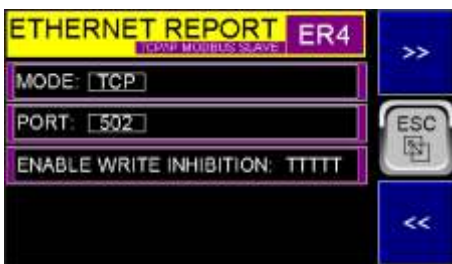 ETHERNET REPORT ER4
TCP/IP MODBUS SLAVE
>>
MODE: TCP
PORT: 502
ESC
ENABLE WRITE INHIBITION: TTTTT
<<